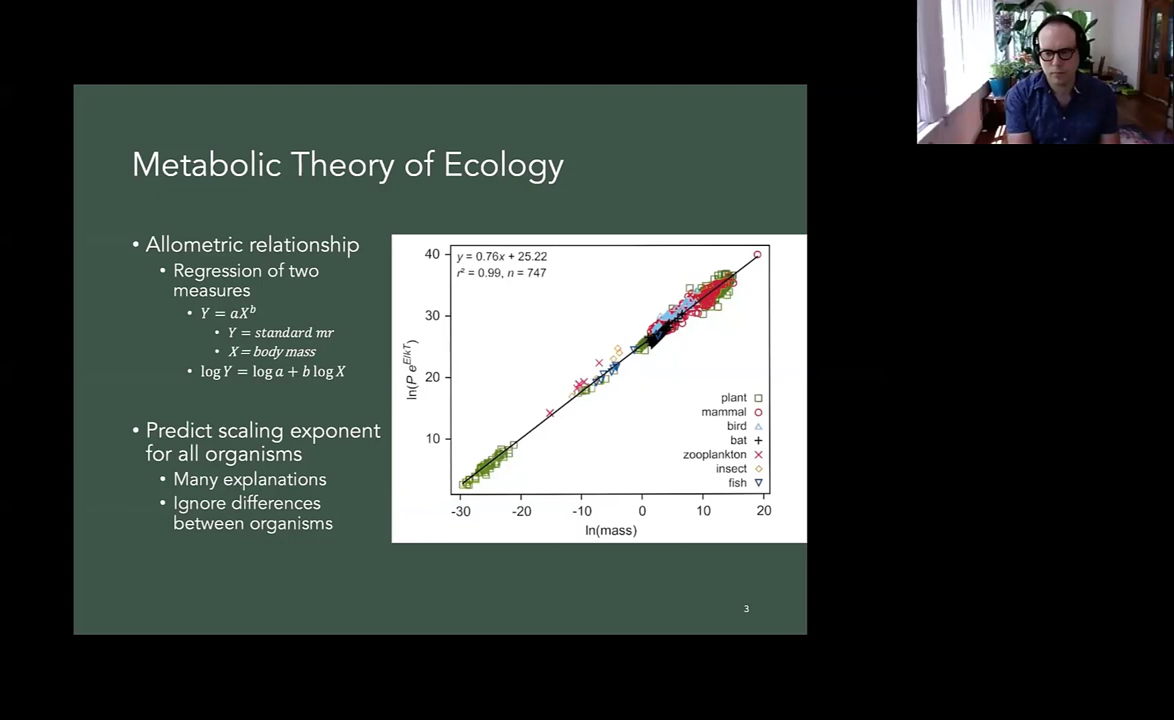 Metabolic Theory of Ecology
• Allometric relationship
• Regression of two
measures
• Y = aXᵇ
• Y = standard mr
• X = body mass
• log Y = log a + b log X
• Predict scaling exponent
for all organisms
• Many explanations
• Ignore differences
between organisms
y = 0.76x + 25.22
r² = 0.99, n = 747
40
30
20
10
ln(P e^E/kT)
plant
mammal
bird
bat
zooplankton
insect
fish
-30 -20 -10 0 10 20
ln(mass)
3